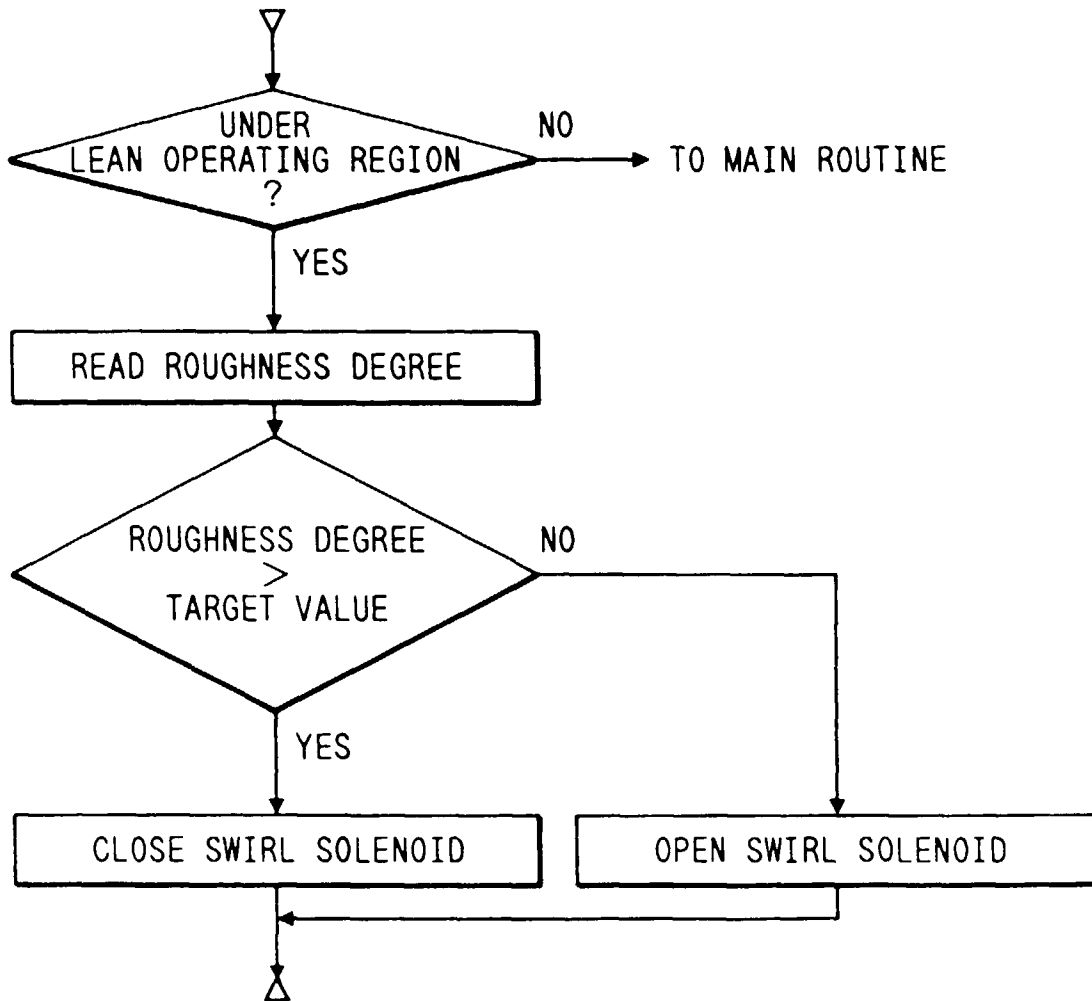 UNDER
LEAN OPERATING REGION
?
NO
TO MAIN ROUTINE
YES
READ ROUGHNESS DEGREE
ROUGHNESS DEGREE
>
TARGET VALUE
NO
YES
CLOSE SWIRL SOLENOID
OPEN SWIRL SOLENOID